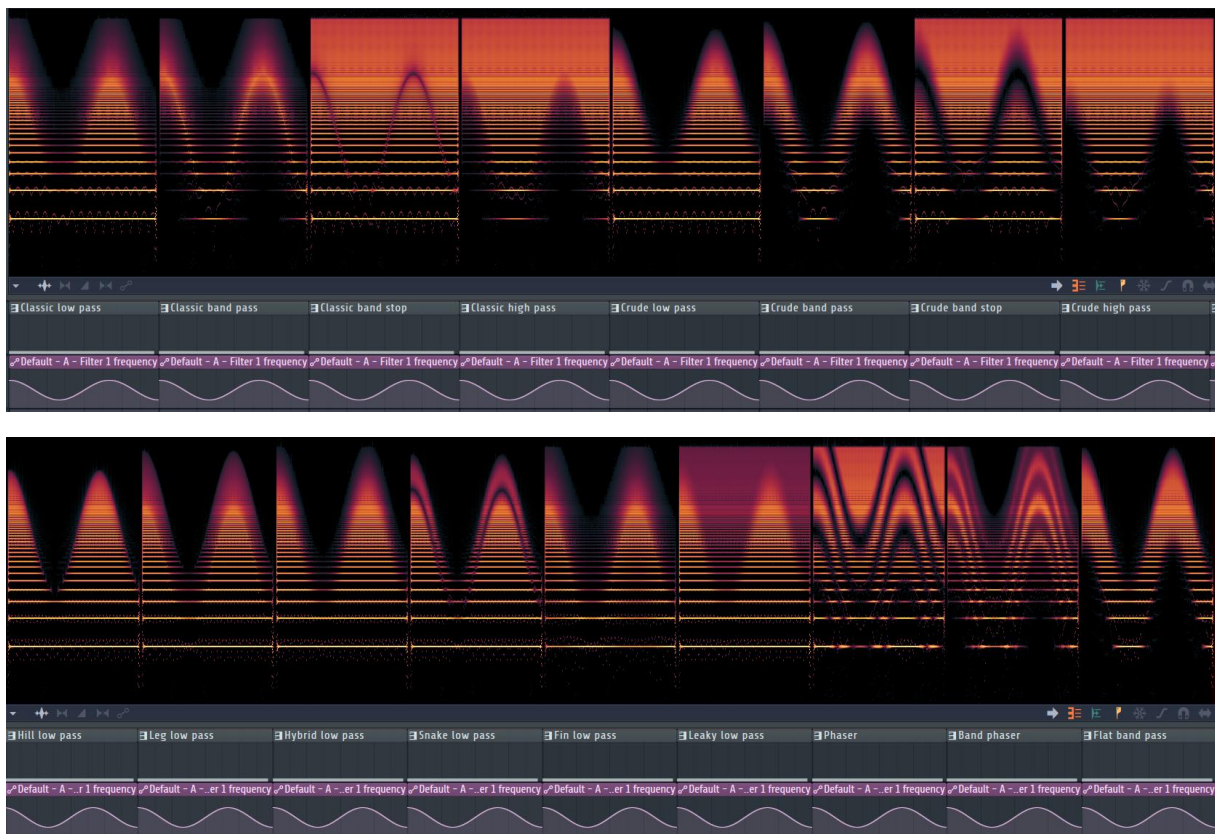 Classic low pass
Classic band pass
Classic band stop
Classic high pass
Crude low pass
Crude band pass
Crude band stop
Crude high pass
Default - A - Filter 1 frequency
Default - A - Filter 1 frequency
Default - A - Filter 1 frequency
Default - A - Filter 1 frequency
Default - A - Filter 1 frequency
Default - A - Filter 1 frequency
Default - A - Filter 1 frequency
Default - A - Filter 1 frequency
Hill low pass
Leg low pass
Hybrid low pass
Snake low pass
Fin low pass
Leaky low pass
Phaser
Band phaser
Flat band pass
Default - A -...r 1 frequency
Default - A -...er 1 frequency
Default - A -...er 1 frequency
Default - A -...er 1 frequency
Default - A -...er 1 frequency
Default - A -...er 1 frequency
Default - A -...er 1 frequency
Default - A -...er 1 frequency
Default - A -...er 1 frequency